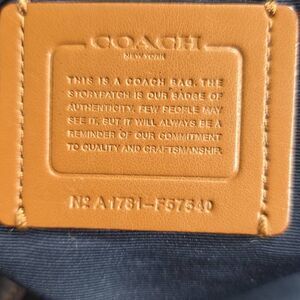 COACH
NEW YORK
THIS IS A COACH BAG. THE
STORYPATCH IS OUR BADGE OF
AUTHENTICITY. FEW PEOPLE MAY
SEE IT, BUT IT WILL ALWAYS BE A
REMINDER OF OUR COMMITMENT
TO QUALITY AND CRAFTSMANSHIP.
Nº A1781-F57540